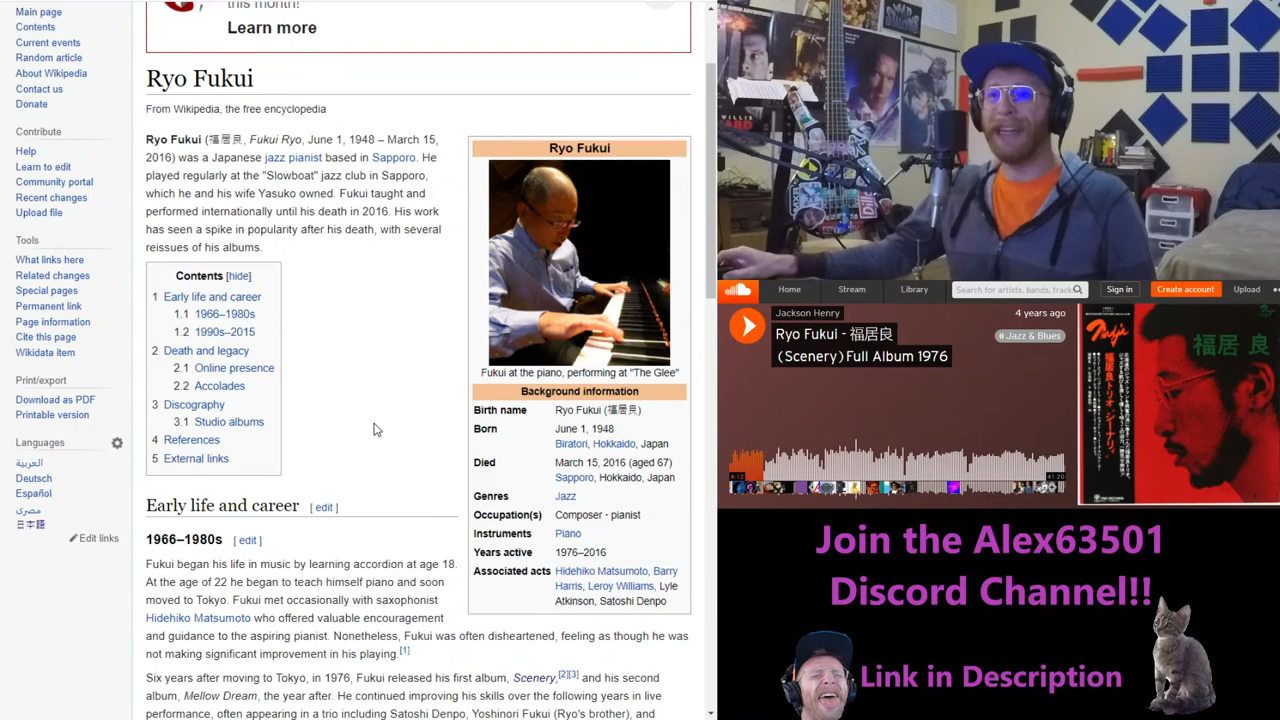 this month!
Learn more
Main page
Contents
Current events
Random article
About Wikipedia
Contact us
Donate
Contribute
Help
Learn to edit
Community portal
Recent changes
Upload file
Tools
What links here
Related changes
Special pages
Permanent link
Page information
Cite this page
Wikidata item
Print/export
Download as PDF
Printable version
Languages
العربية
Deutsch
Español
مصرى
日本語
Edit links
Ryo Fukui
From Wikipedia, the free encyclopedia
Ryo Fukui (福居良, Fukui Ryo, June 1, 1948 – March 15,
2016) was a Japanese jazz pianist based in Sapporo. He
played regularly at the "Slowboat" jazz club in Sapporo,
which he and his wife Yasuko owned. Fukui taught and
performed internationally until his death in 2016. His work
has seen a spike in popularity after his death, with several
reissues of his albums.
Contents [hide]
1 Early life and career
1.1 1966–1980s
1.2 1990s–2015
2 Death and legacy
2.1 Online presence
2.2 Accolades
3 Discography
3.1 Studio albums
4 References
5 External links
Ryo Fukui
Fukui at the piano, performing at "The Glee"
Background information
Birth name Ryo Fukui (福居良)
Born June 1, 1948
Biratori, Hokkaido, Japan
Died March 15, 2016 (aged 67)
Sapporo, Hokkaido, Japan
Genres Jazz
Occupation(s) Composer · pianist
Instruments Piano
Years active 1976–2016
Associated acts Hidehiko Matsumoto, Barry
Harris, Leroy Williams, Lyle
Atkinson, Satoshi Denpo
Early life and career [ edit ]
1966–1980s [ edit ]
Fukui began his life in music by learning accordion at age 18.
At the age of 22 he began to teach himself piano and soon
moved to Tokyo. Fukui met occasionally with saxophonist
Hidehiko Matsumoto who offered valuable encouragement
and guidance to the aspiring pianist. Nonetheless, Fukui was often disheartened, feeling as though he was
not making significant improvement in his playing.[1]
Six years after moving to Tokyo, in 1976, Fukui released his first album, Scenery,[2][3] and his second
album, Mellow Dream, the year after. He continued improving his skills over the following years in live
performance, often appearing in a trio including Satoshi Denpo, Yoshinori Fukui (Ryo's brother), and
WILLIS
MXR
Dill
Home
Stream
Library
Search for artists, bands, tracks
Sign in
Create account
Upload
Jackson Henry
4 years ago
Ryo Fukui - 福居良
# Jazz & Blues
(Scenery)Full Album 1976
4:12
41:20
福居良
福居良トリオ
Join the Alex63501
Discord Channel!!
Link in Description